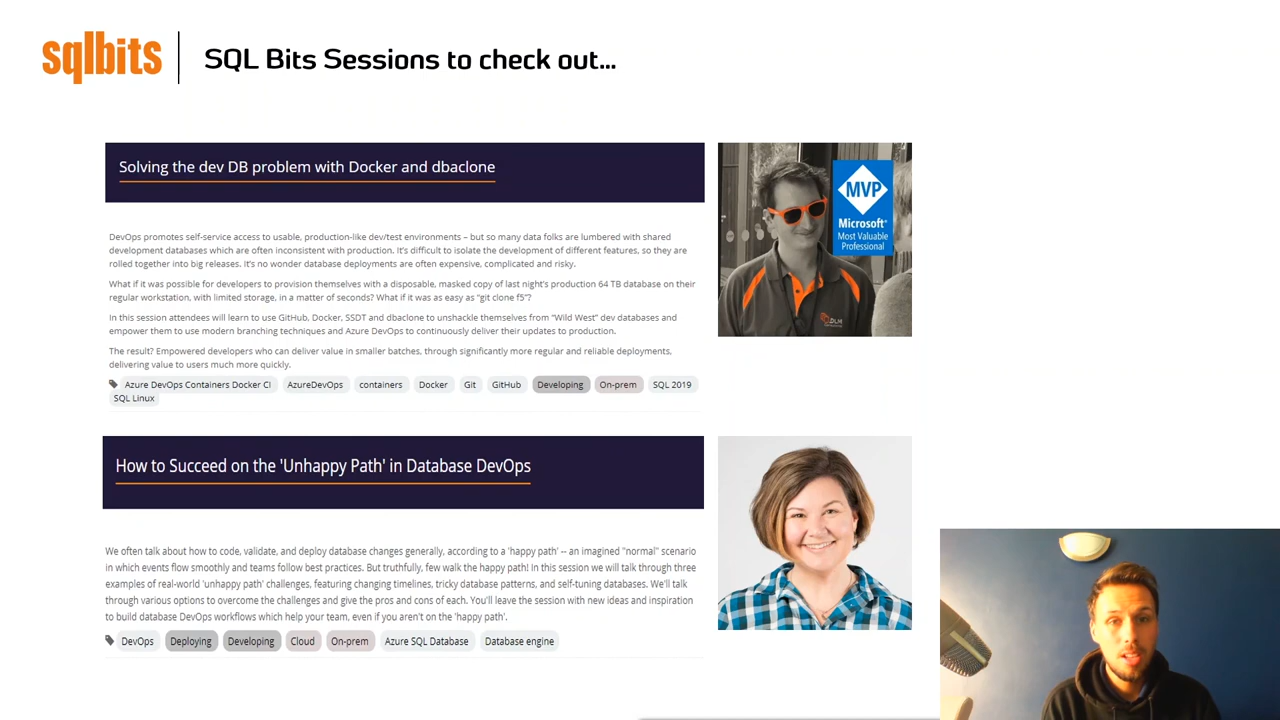 sqlbits
SQL Bits Sessions to check out...
Solving the dev DB problem with Docker and dbaclone
DevOps promotes self-service access to usable, production-like dev/test environments – but so many data folks are lumbered with shared
development databases which are often inconsistent with production. It's difficult to isolate the development of different features, so they are
rolled together into big releases. It's no wonder database deployments are often expensive, complicated and risky.
What if it was possible for developers to provision themselves with a disposable, masked copy of last night's production 64 TB database on their
regular workstation, with limited storage, in a matter of seconds? What if it was as easy as "git clone f5"?
In this session attendees will learn to use GitHub, Docker, SSDT and dbaclone to unshackle themselves from "Wild West" dev databases and
empower them to use modern branching techniques and Azure DevOps to continuously deliver their updates to production.
The result? Empowered developers who can deliver value in smaller batches, through significantly more regular and reliable deployments,
delivering value to users much more quickly.
Azure DevOps Containers Docker CI AzureDevOps containers Docker Git GitHub Developing On-prem SQL 2019
SQL Linux
MVP
Microsoft®
Most Valuable
Professional
DLM
How to Succeed on the 'Unhappy Path' in Database DevOps
We often talk about how to code, validate, and deploy database changes generally, according to a 'happy path' -- an imagined "normal" scenario
in which events flow smoothly and teams follow best practices. But truthfully, few walk the happy path! In this session we will talk through three
examples of real-world 'unhappy path' challenges, featuring changing timelines, tricky database patterns, and self-tuning databases. We'll talk
through various options to overcome the challenges and give the pros and cons of each. You'll leave the session with new ideas and inspiration
to build database DevOps workflows which help your team, even if you aren't on the 'happy path'.
DevOps Deploying Developing Cloud On-prem Azure SQL Database Database engine